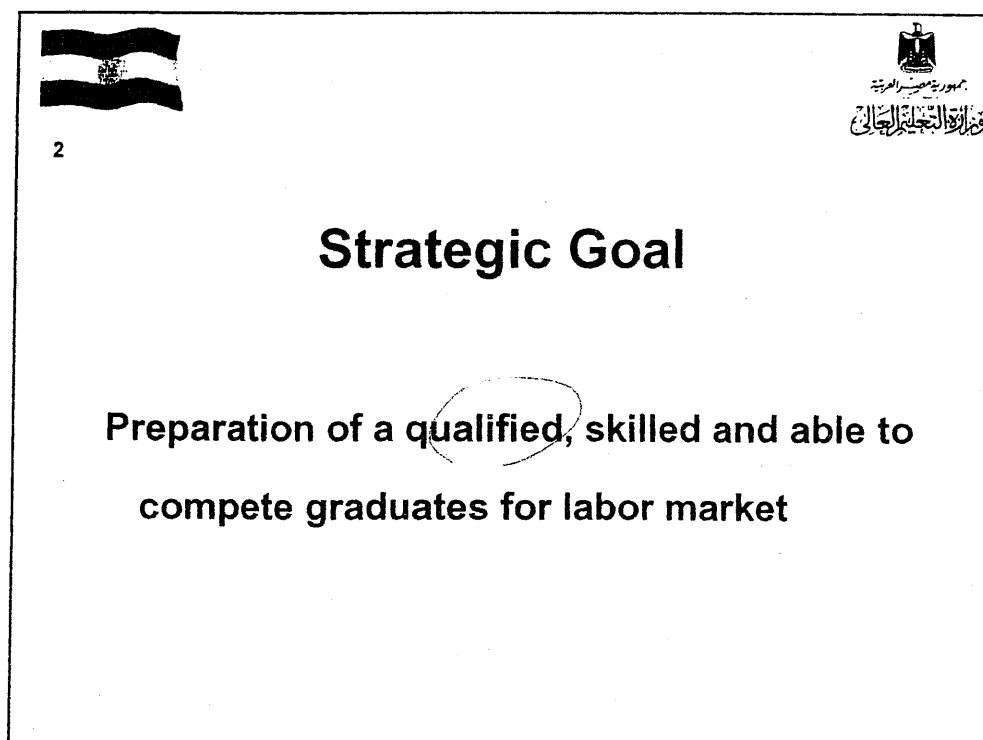 جمهورية مصر العربية
وزارة التعليم العالى
2
Strategic Goal
Preparation of a qualified, skilled and able to
compete graduates for labor market